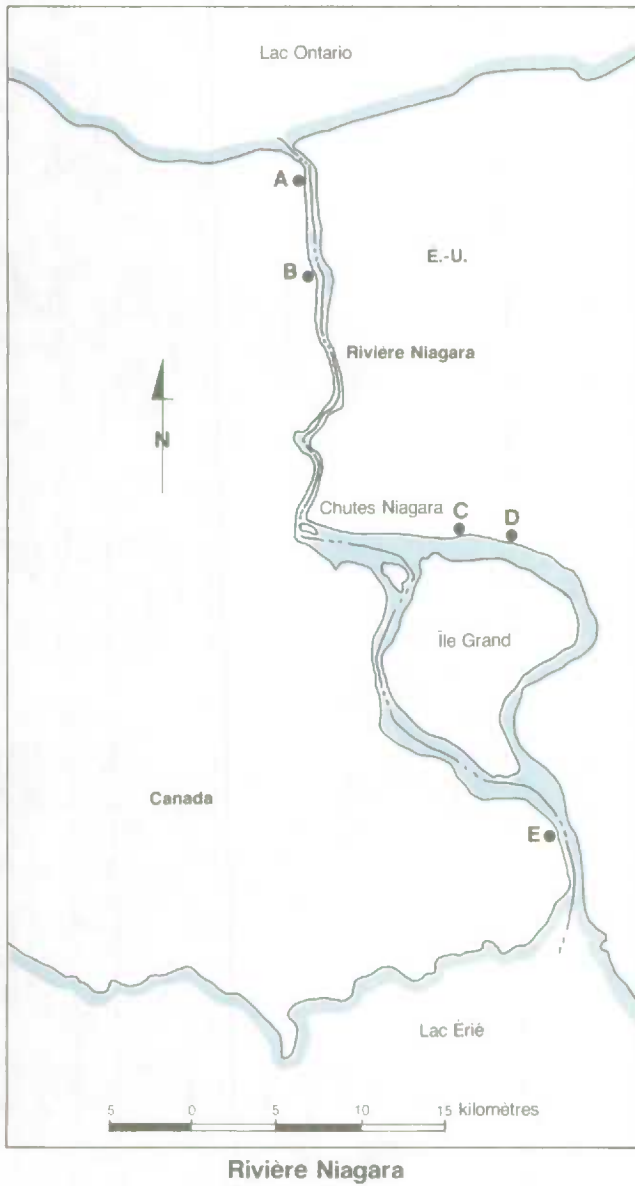 Lac Ontario
A
É.-U.
B
Rivière Niagara
N
Chutes Niagara
C
D
Île Grand
Canada
E
Lac Érié
5 0 5 10 15 kilomètres
Rivière Niagara